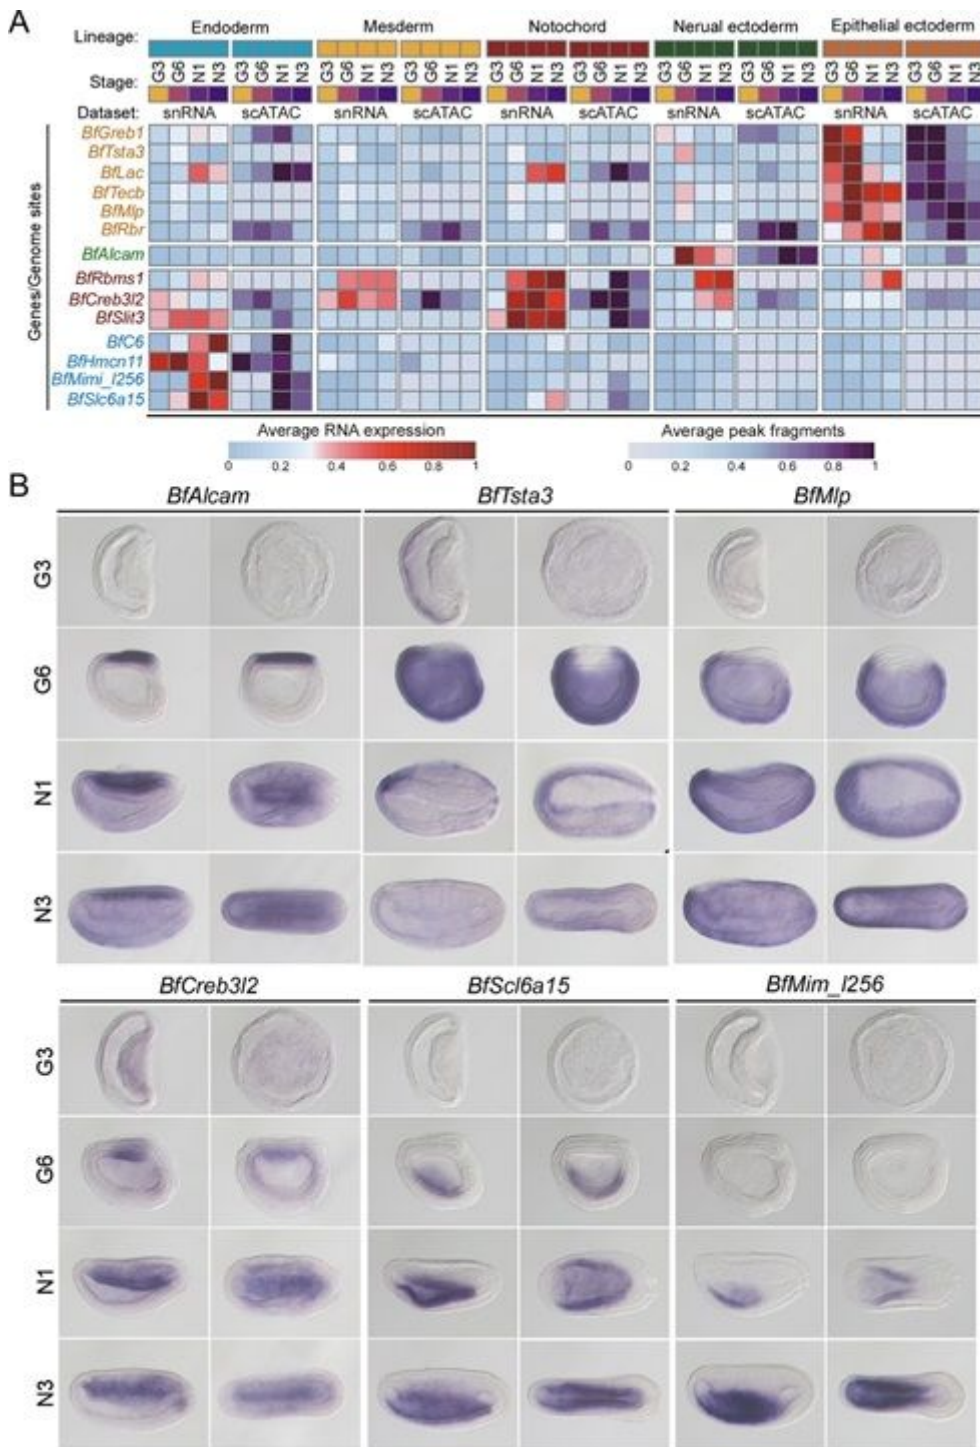 A
Lineage: Endoderm Mesderm Notochord Nerual ectoderm Epithelial ectoderm
Stage: G3 G6 N1 N3 G3 G6 N1 N3 G3 G6 N1 N3 G3 G6 N1 N3 G3 G6 N1 N3 G3 G6 N1 N3 G3 G6 N1 N3 G3 G6 N1 N3 G3 G6 N1 N3 G3 G6 N1 N3
Dataset: snRNA scATAC snRNA scATAC snRNA scATAC snRNA scATAC snRNA scATAC
Genes/Genome sites
BfGreb1
BfTsta3
BfLac
BfTecb
BfMlp
BfRbr
BfAlcam
BfRbms1
BfCreb3l2
BfSlit3
BfC6
BfHmcn11
BfMimi_l256
BfSlc6a15
Average RNA expression Average peak fragments
0 0.2 0.4 0.6 0.8 1 0 0.2 0.4 0.6 0.8 1
B
BfAlcam BfTsta3 BfMlp
G3
G6
N1
N3
BfCreb3l2 BfScl6a15 BfMim_l256
G3
G6
N1
N3